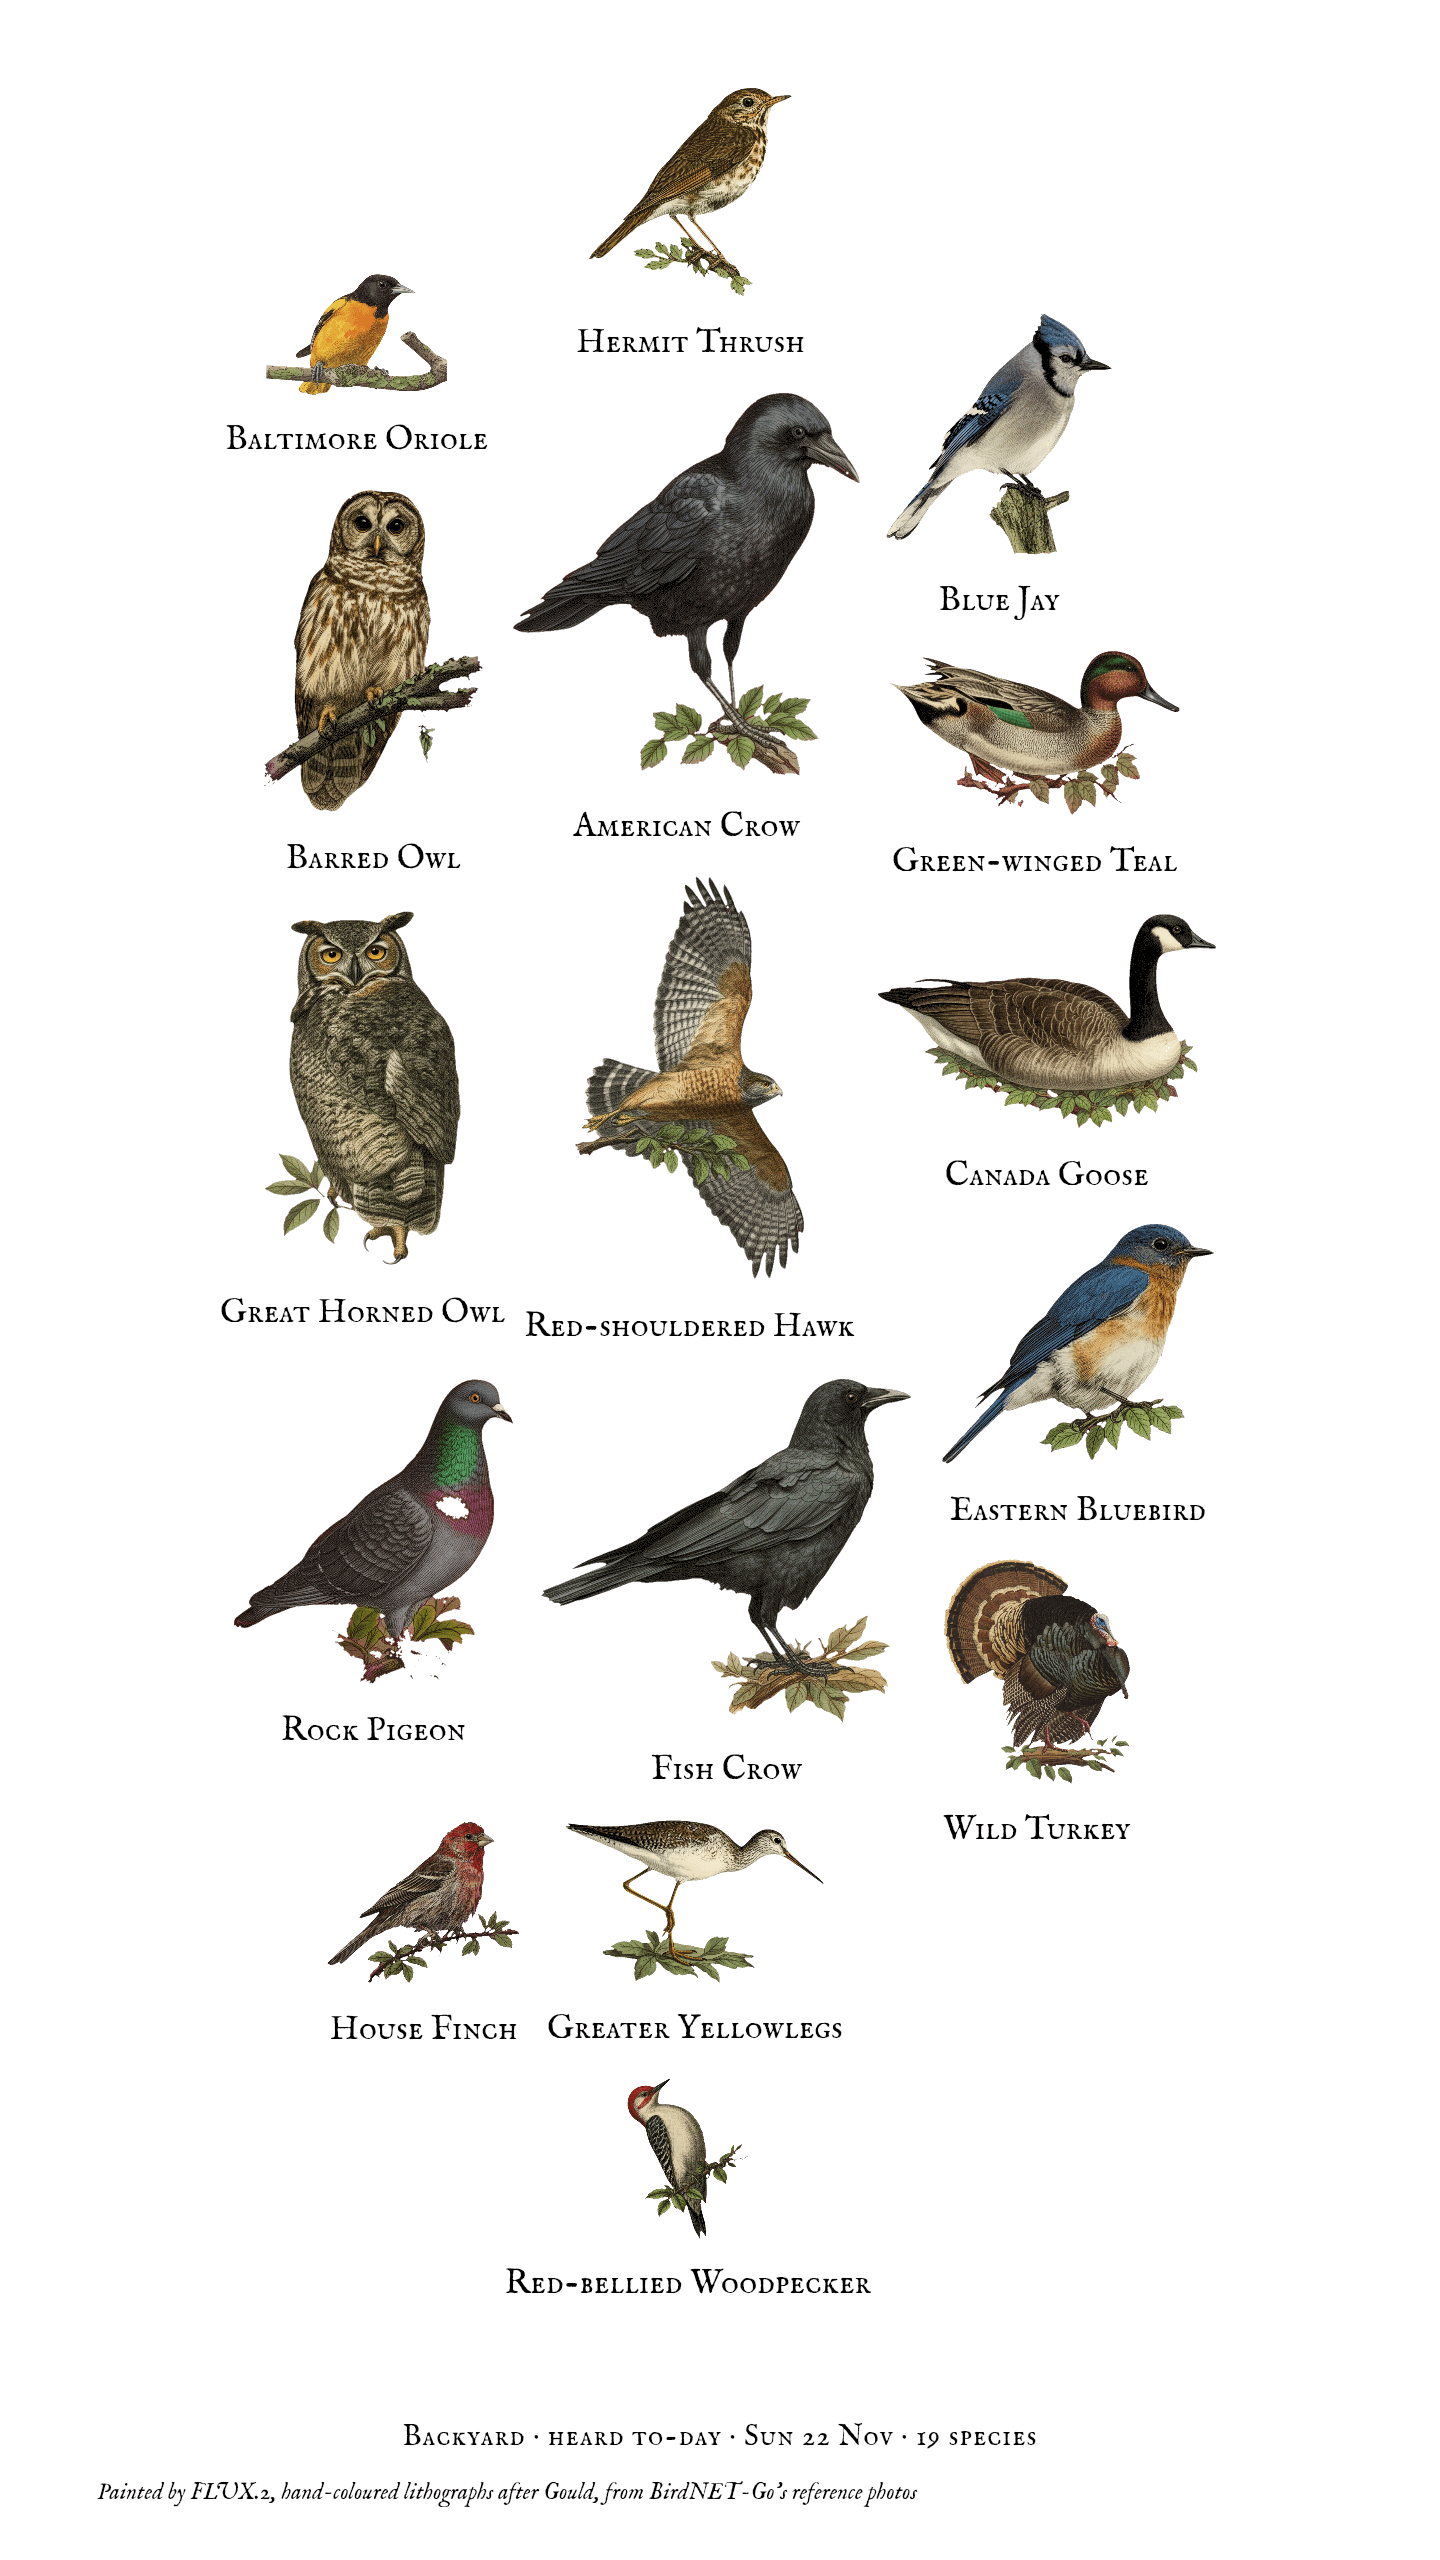 Hermit Thrush
Baltimore Oriole
Blue Jay
American Crow
Barred Owl
Green-winged Teal
Canada Goose
Great Horned Owl
Red-shouldered Hawk
Eastern Bluebird
Rock Pigeon
Fish Crow
Wild Turkey
House Finch
Greater Yellowlegs
Red-bellied Woodpecker
Backyard · heard to-day · Sun 22 Nov · 19 species
Painted by FLUX.2, hand-coloured lithographs after Gould, from BirdNET-Go's reference photos